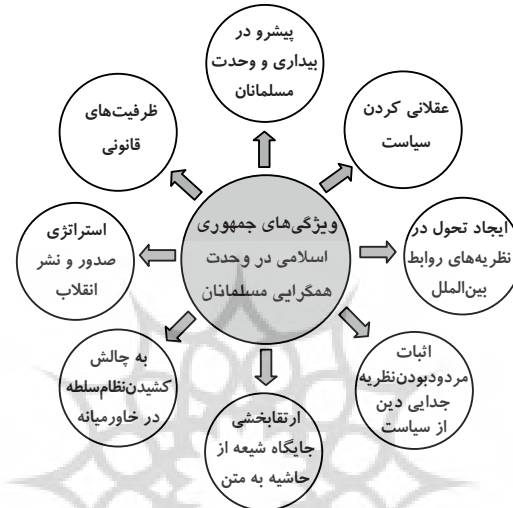 پیشرو در
بیداری و وحدت
مسلمانان
عقلانی کردن
سیاست
ظرفیت‌های
قانونی
ویژگی‌های جمهوری
اسلامی در وحدت
همگرایی مسلمانان
ایجاد تحول در
نظریه‌های روابط
بین‌الملل
استراتژی
صدور و نشر
انقلاب
اثبات
مردودبودن‌نظریه
جدایی دین
از سیاست
به چالش
کشیدن‌نظام‌سلطه
در خاورمیانه
ارتقابخشی
جایگاه شیعه از
حاشیه به متن